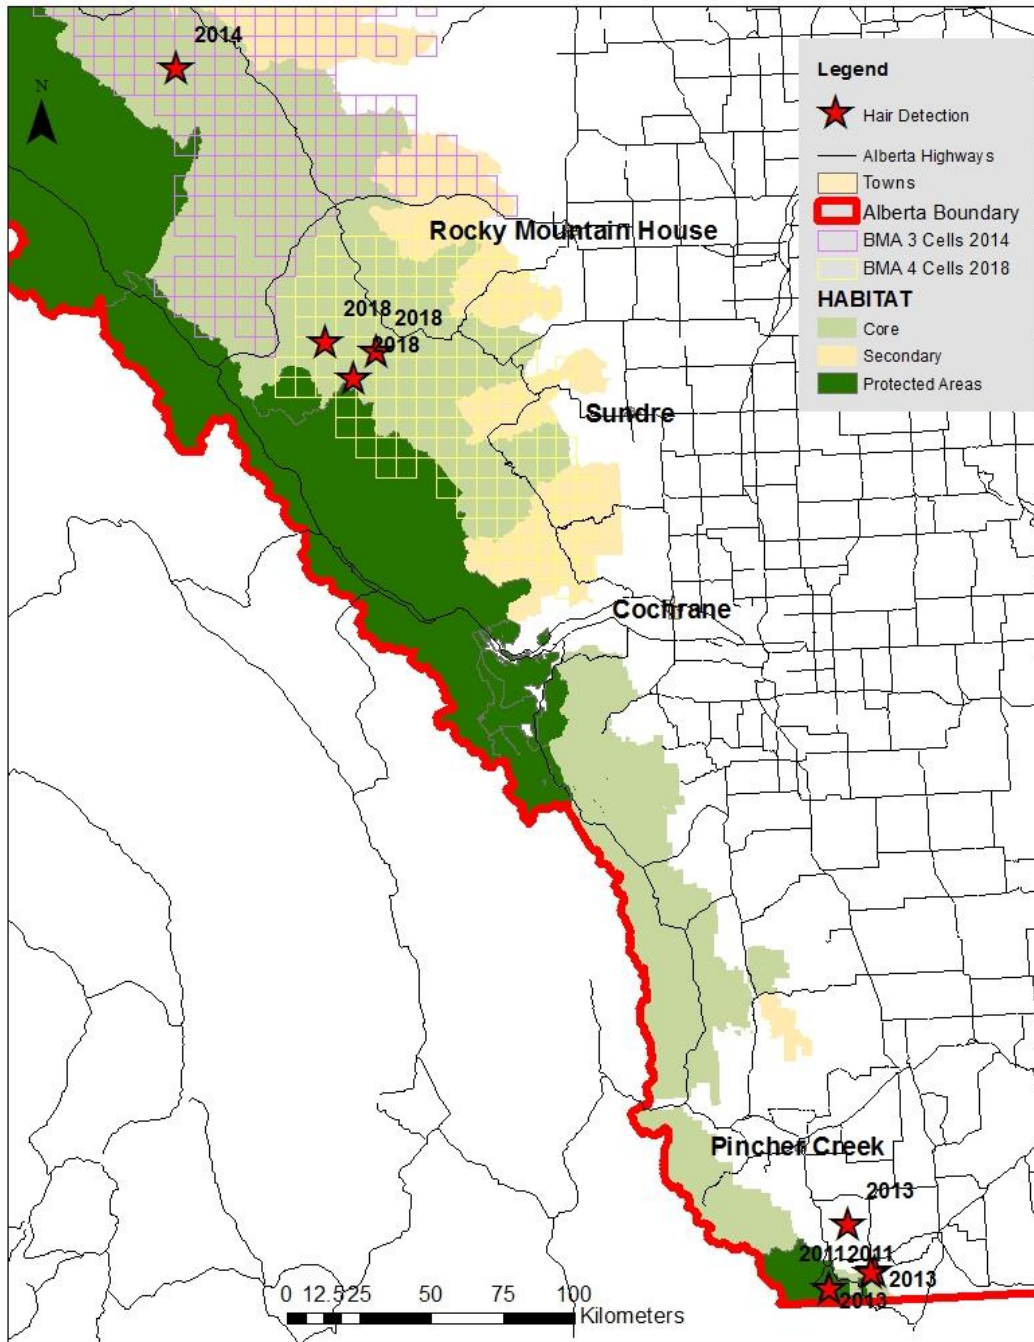 2014
N
Legend
Hair Detection
Alberta Highways
Towns
Alberta Boundary
BMA 3 Cells 2014
BMA 4 Cells 2018
HABITAT
Core
Secondary
Protected Areas
Rocky Mountain House
2018
2018
2018
Sundre
Cochrane
Pincher Creek
2013
2011
2011
2013
2013
0 12.525 50 75 100
Kilometers